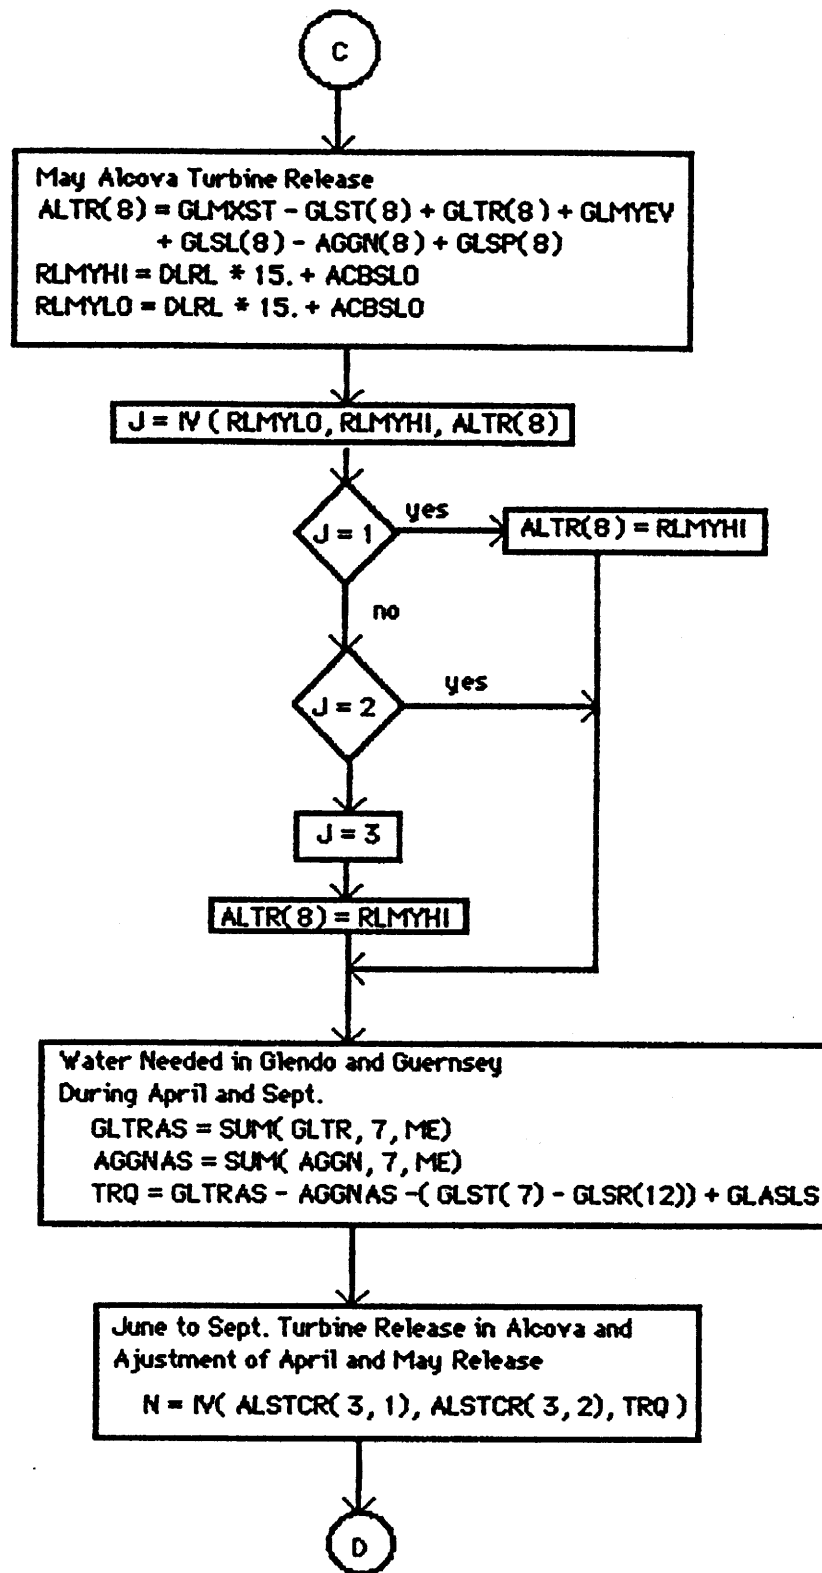 C
May Alcova Turbine Release
ALTR(8) = GLMXST - GLST(8) + GLTR(8) + GLMYEV
+ GLSL(8) - AGGN(8) + GLSP(8)
RLMYHI = DLRL * 15. + ACBSLO
RLMYLO = DLRL * 15. + ACBSLO
J = IV ( RLMYLO, RLMYHI, ALTR(8)
J = 1
yes
ALTR(8) = RLMYHI
no
J = 2
yes
J = 3
ALTR(8) = RLMYHI
Water Needed in Glendo and Guernsey
During April and Sept.
GLTRAS = SUM( GLTR, 7, ME)
AGGNAS = SUM( AGGN, 7, ME)
TRQ = GLTRAS - AGGNAS -( GLST( 7) - GLSR(12)) + GLASLS
June to Sept. Turbine Release in Alcova and
Ajustment of April and May Release
N = IV( ALSTCR( 3, 1), ALSTCR( 3, 2), TRQ )
D